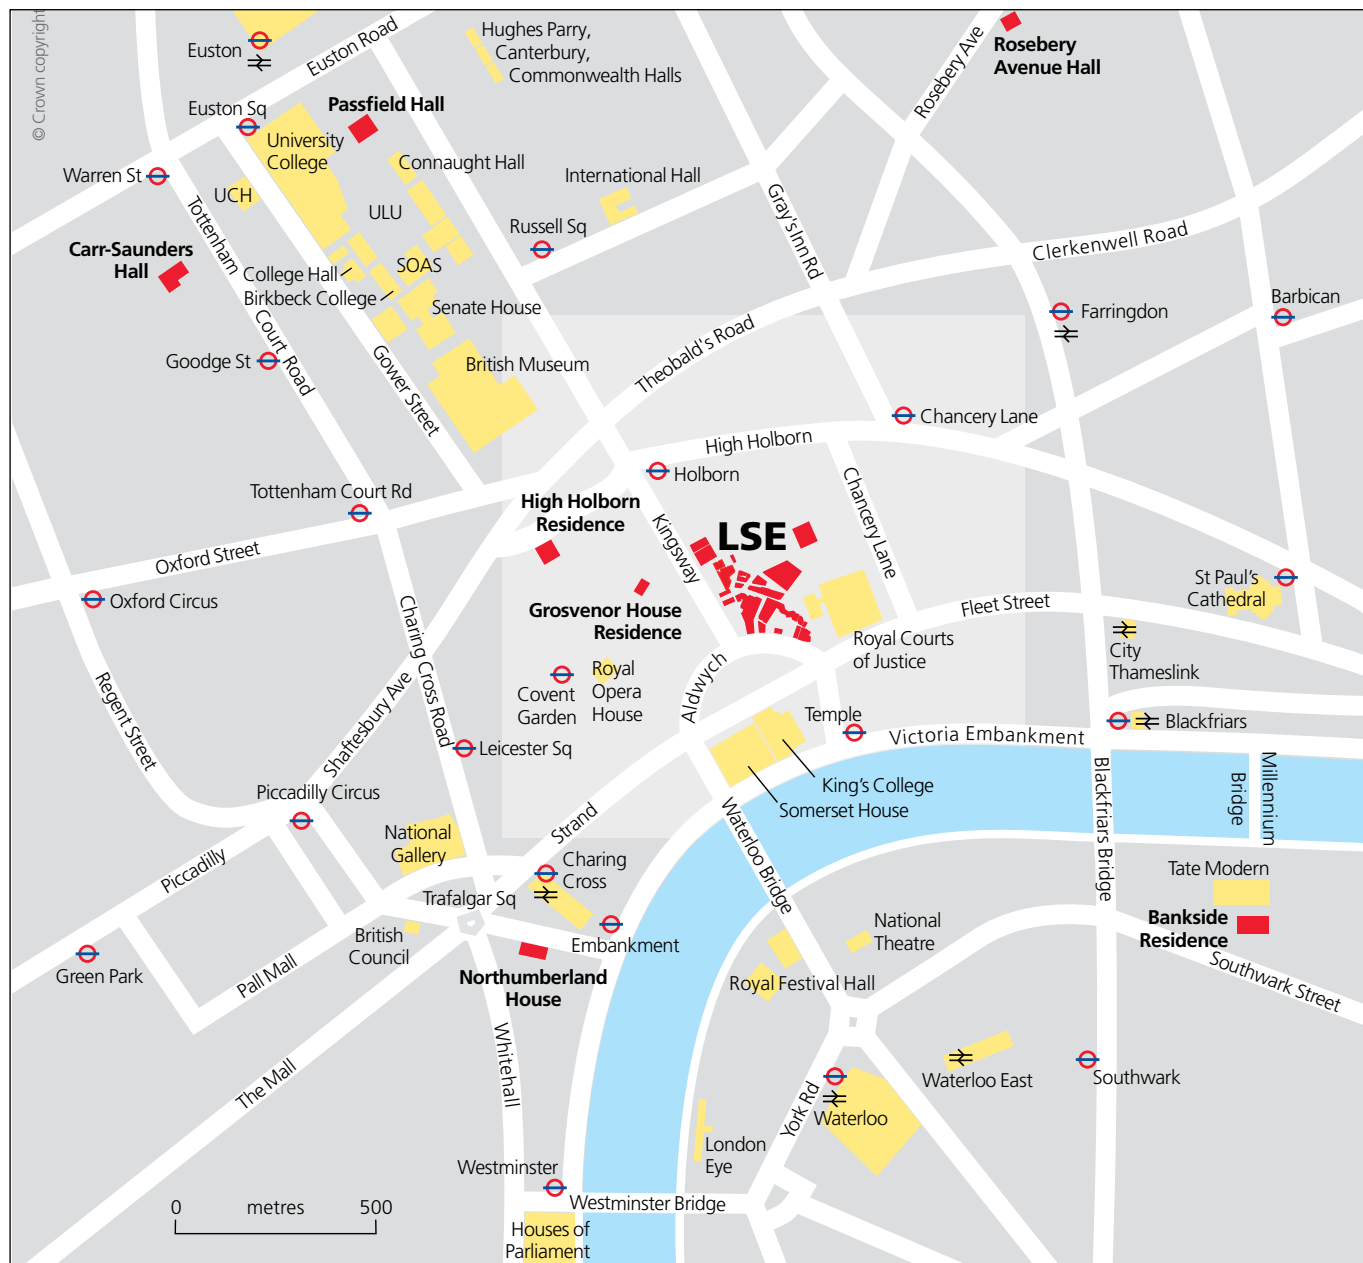 © Crown copyright
Euston
Euston Road
Hughes Parry,
Canterbury,
Commonwealth Halls
Rosebery Ave
Rosebery
Avenue Hall
Euston Sq
Passfield Hall
University
College
Connaught Hall
International Hall
Warren St
UCH
ULU
Tottenham
Court Road
Russell Sq
Gray's Inn Rd
Clerkenwell Road
Carr-Saunders
Hall
College Hall
SOAS
Birkbeck College
Senate House
Farringdon
Barbican
Goodge St
Gower Street
British Museum
Theobald's Road
High Holborn
Chancery Lane
Tottenham Court Rd
Holborn
High Holborn
Residence
Kingsway
LSE
Chancery Lane
Oxford Street
Oxford Circus
Charing Cross Road
Grosvenor House
Residence
Fleet Street
St Paul's
Cathedral
Royal Courts
of Justice
City
Thameslink
Regent Street
Shaftesbury Ave
Covent
Garden
Royal
Opera
House
Aldwych
Temple
Victoria Embankment
Blackfriars
Leicester Sq
King's College
Somerset House
Blackfriars Bridge
Millennium
Bridge
Piccadilly Circus
National
Gallery
Strand
Waterloo Bridge
Piccadilly
Charing
Cross
Trafalgar Sq
Tate Modern
British
Council
Embankment
National
Theatre
Bankside
Residence
Green Park
Pall Mall
Northumberland
House
Royal Festival Hall
Southwark Street
The Mall
Whitehall
York Rd
Waterloo East
Southwark
Waterloo
London
Eye
Westminster
Westminster Bridge
0 metres 500
Houses of
Parliament